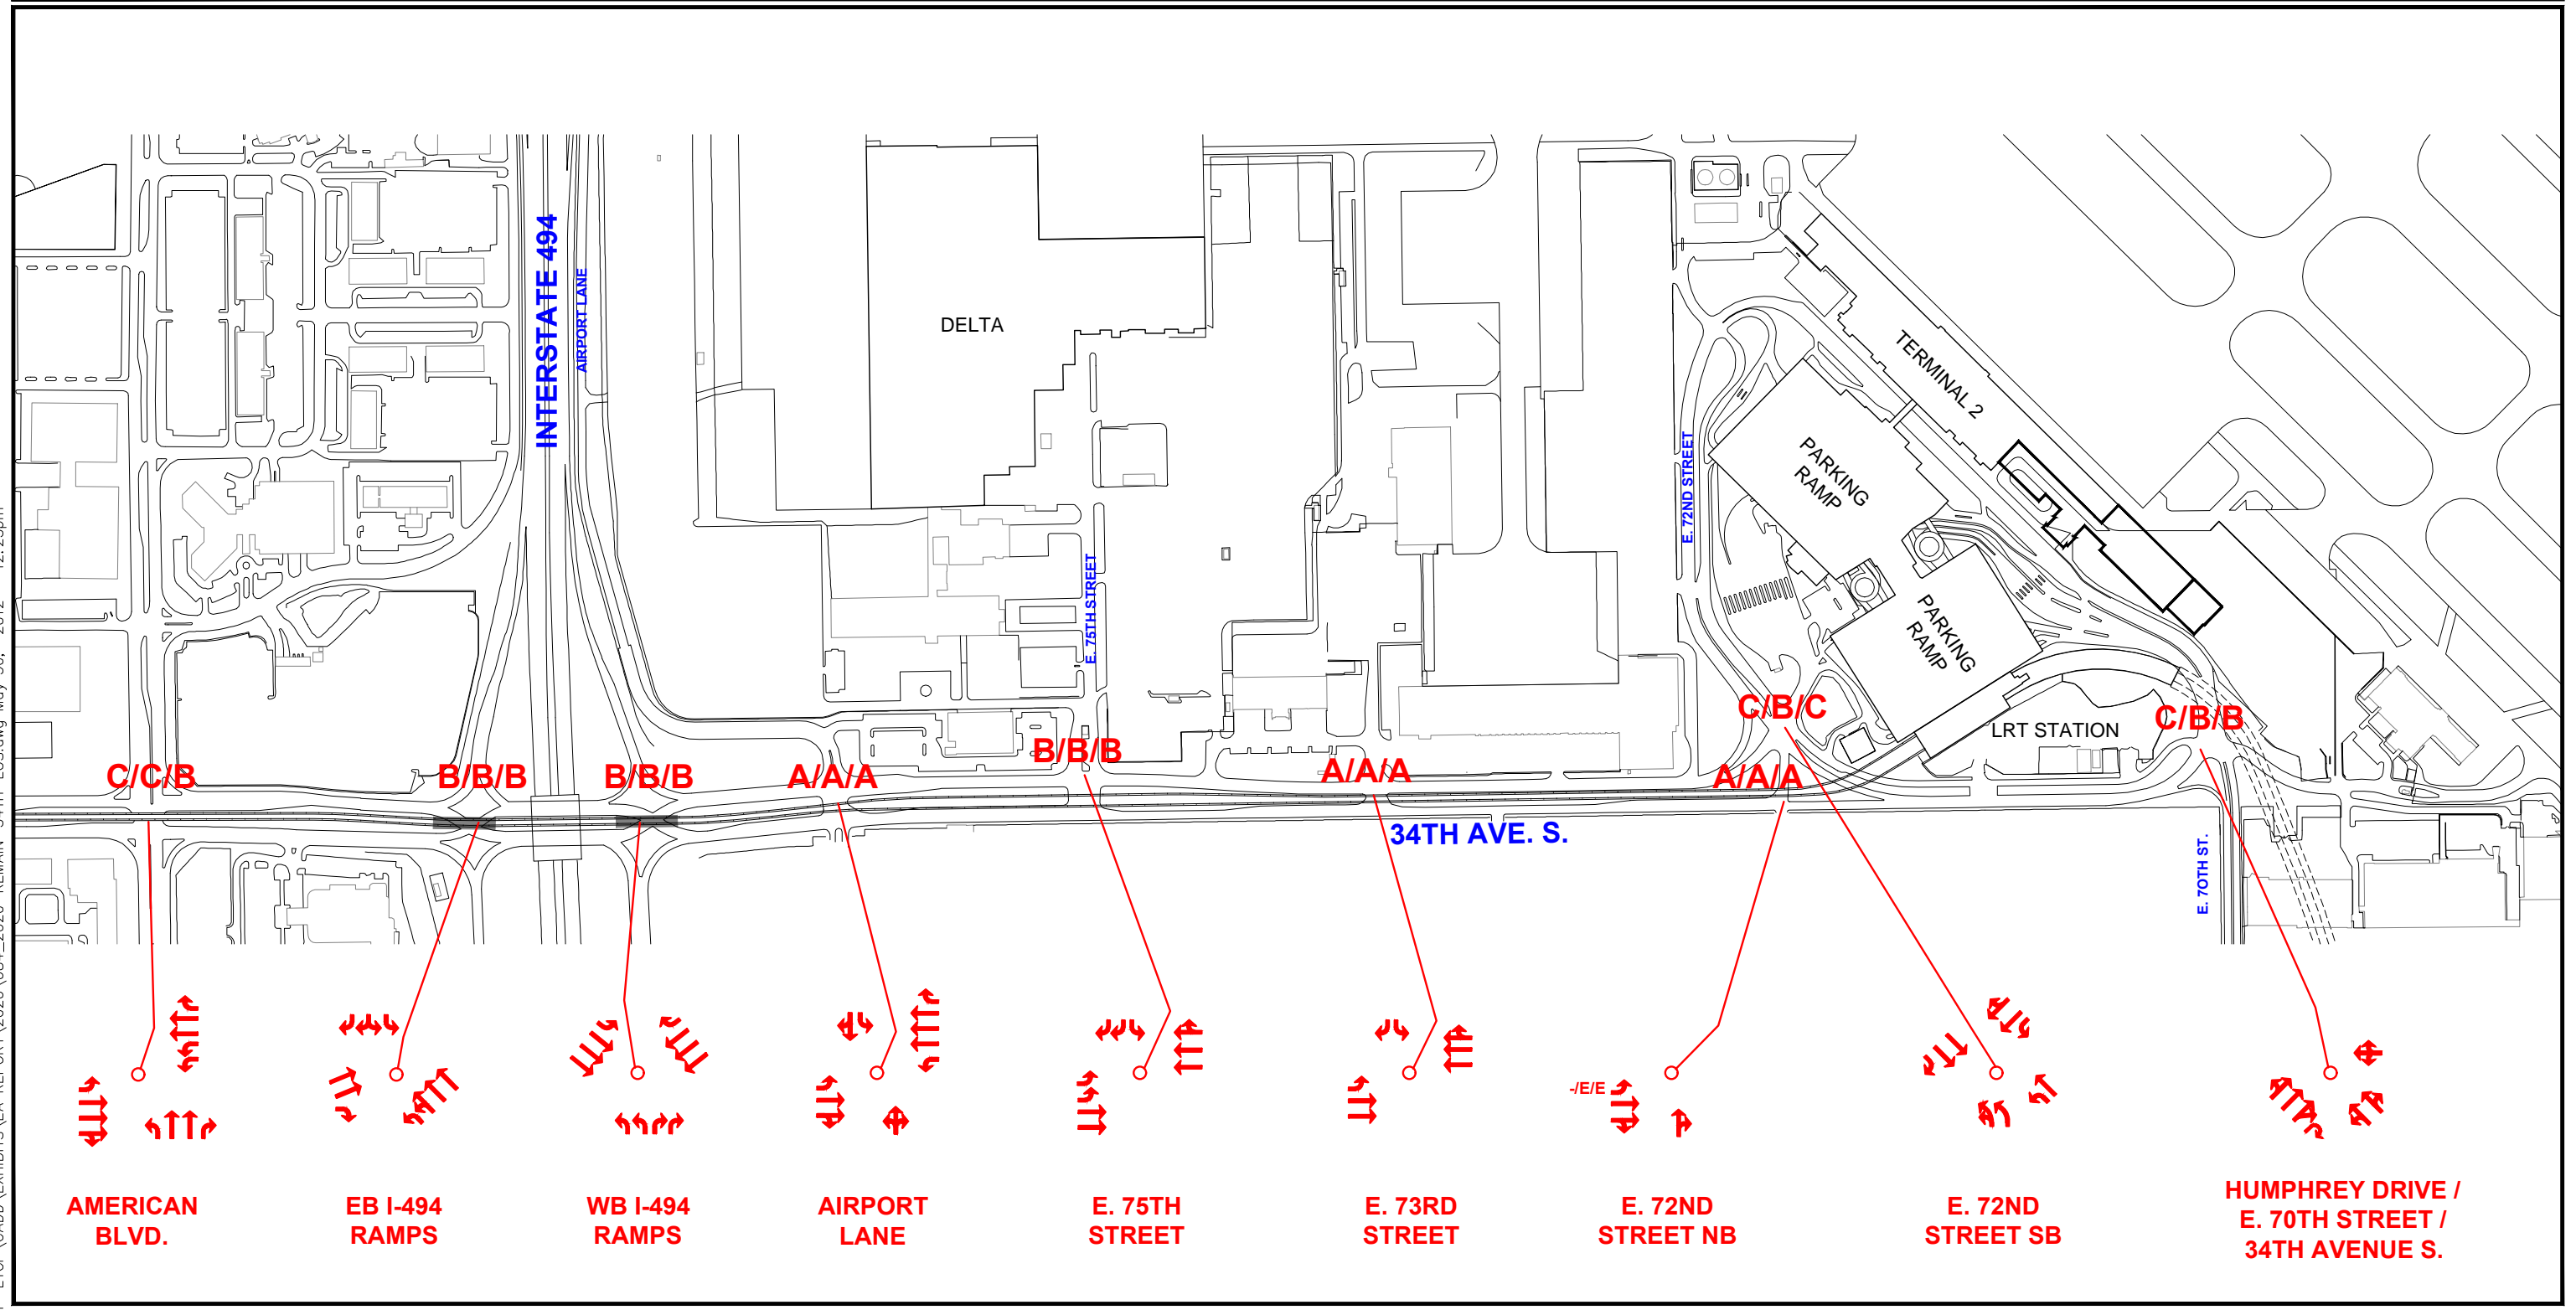 INTERSTATE 494
AIRPORT LANE
DELTA
TERMINAL 2
PARKING
RAMP
E. 72ND STREET
E. 75TH STREET
PARKING
RAMP
LRT STATION
C/C/B
B/B/B
B/B/B
A/A/A
B/B/B
A/A/A
C/B/C
A/A/A
C/B/B
34TH AVE. S.
E. 70TH ST.
-/E/E
AMERICAN
BLVD.
EB I-494
RAMPS
WB I-494
RAMPS
AIRPORT
LANE
E. 75TH
STREET
E. 73RD
STREET
E. 72ND
STREET NB
E. 72ND
STREET SB
HUMPHREY DRIVE /
E. 70TH STREET /
34TH AVENUE S.